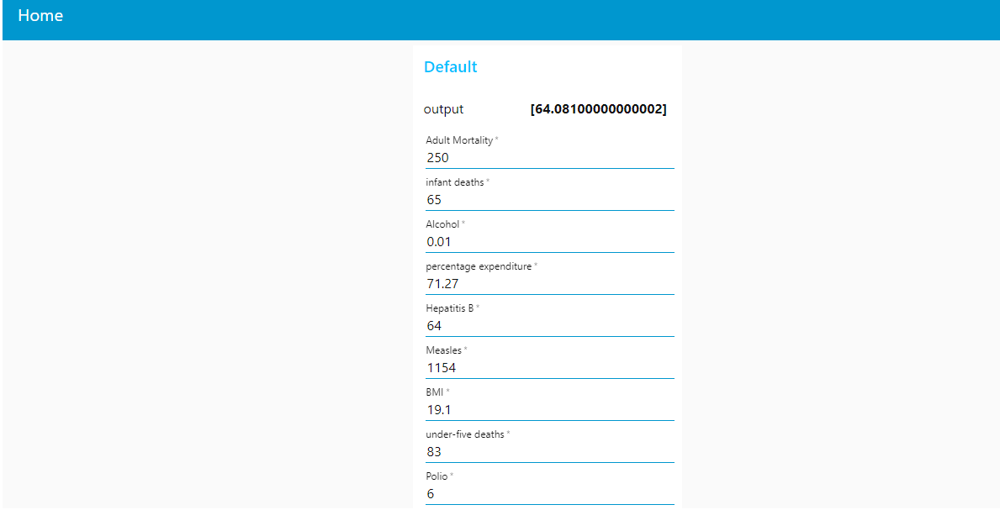 Home
Default
output [64.08100000000002]
Adult Mortality *
250
infant deaths *
65
Alcohol *
0.01
percentage expenditure *
71.27
Hepatitis B *
64
Measles *
1154
BMI *
19.1
under-five deaths *
83
Polio *
6